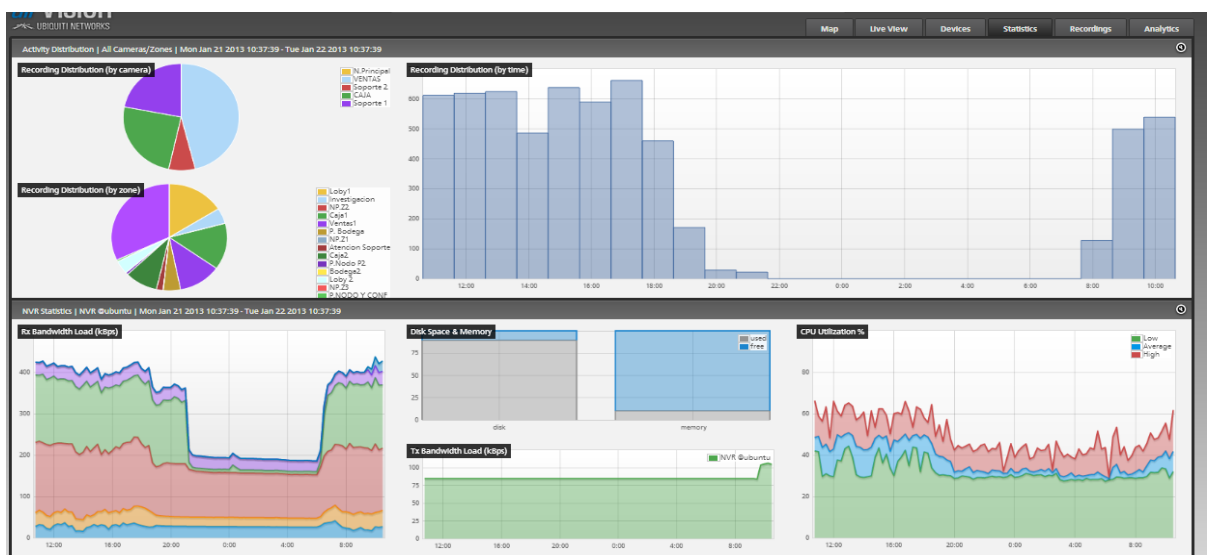 UBIQUITI NETWORKS
Map Live View Devices Statistics Recordings Analytics
Activity Distribution | All Cameras/Zones | Mon Jan 21 2013 10:37:39 - Tue Jan 22 2013 10:37:39
Recording Distribution (by camera)
N.Principal
VENTAS
Soporte 2
CAJA
Soporte 1
Recording Distribution (by time)
600
500
400
300
200
100
0
12:00 14:00 16:00 18:00 20:00 22:00 0:00 2:00 4:00 6:00 8:00 10:00
Recording Distribution (by zone)
Loby1
Investigacion
NP.Z2
Caja1
Ventas1
P. Bodega
NP.Z1
Atencion Soporte
Caja2
P.Nodo P2
Bodega2
Loby 2
NP.Z3
P.NODO Y CONF
NVR Statistics | NVR @ubuntu | Mon Jan 21 2013 10:37:39 - Tue Jan 22 2013 10:37:39
Rx Bandwidth Load (kBps)
400
300
200
100
0
12:00 16:00 20:00 0:00 4:00 8:00
Disk Space & Memory
used
free
75
50
25
0
disk memory
Tx Bandwidth Load (kBps)
NVR @ubuntu
100
75
50
25
0
12:00 16:00 20:00 0:00 4:00 8:00
CPU Utilization %
Low
Average
High
80
60
40
20
0
12:00 16:00 20:00 0:00 4:00 8:00